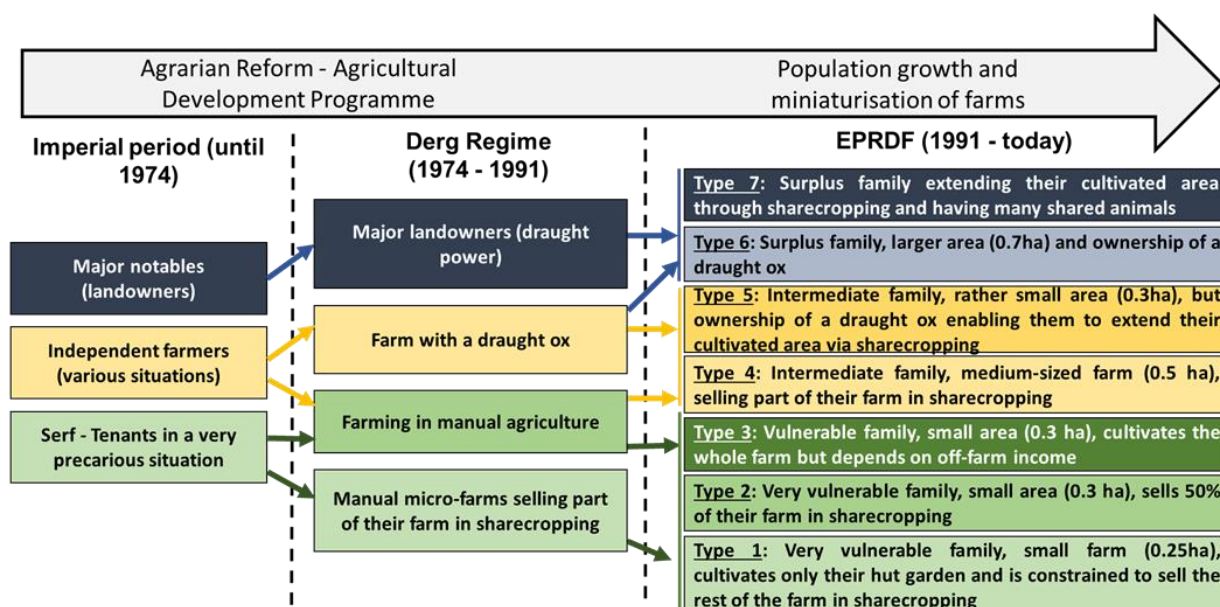 Agrarian Reform - Agricultural
Development Programme
Population growth and
miniaturisation of farms
Imperial period (until
1974)
Derg Regime
(1974 - 1991)
EPRDF (1991 - today)
Major notables
(landowners)
Independent farmers
(various situations)
Serf - Tenants in a very
precarious situation
Major landowners (draught
power)
Farm with a draught ox
Farming in manual agriculture
Manual micro-farms selling part
of their farm in sharecropping
Type 7: Surplus family extending their cultivated area
through sharecropping and having many shared animals
Type 6: Surplus family, larger area (0.7ha) and ownership of a
draught ox
Type 5: Intermediate family, rather small area (0.3ha), but
ownership of a draught ox enabling them to extend their
cultivated area via sharecropping
Type 4: Intermediate family, medium-sized farm (0.5 ha),
selling part of their farm in sharecropping
Type 3: Vulnerable family, small area (0.3 ha), cultivates the
whole farm but depends on off-farm income
Type 2: Very vulnerable family, small area (0.3 ha), sells 50%
of their farm in sharecropping
Type 1: Very vulnerable family, small farm (0.25ha),
cultivates only their hut garden and is constrained to sell the
rest of the farm in sharecropping